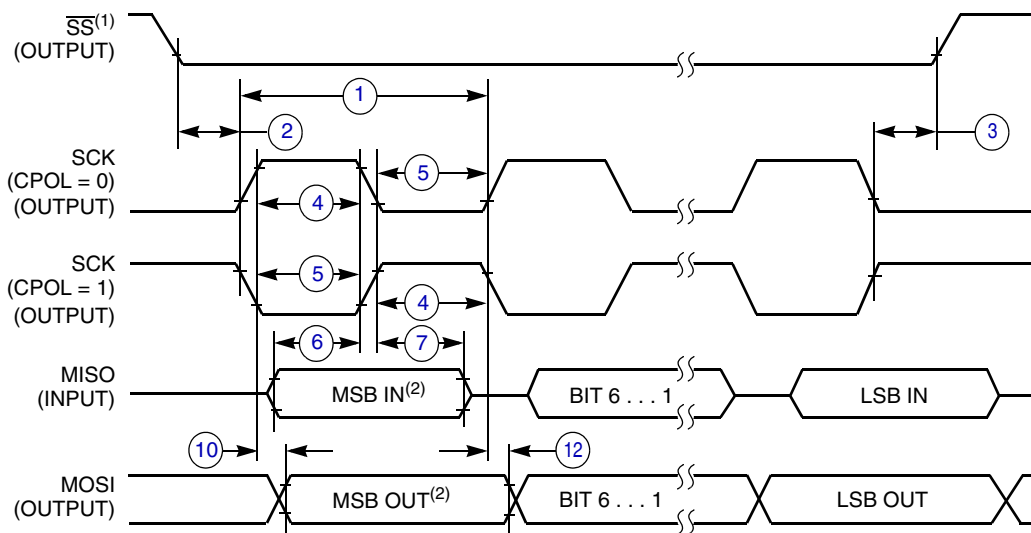 SS(1)
(OUTPUT)
1
2
3
SCK
(CPOL = 0)
(OUTPUT)
5
4
SCK
(CPOL = 1)
(OUTPUT)
5
4
6
7
MISO
(INPUT)
MSB IN(2)
BIT 6 . . . 1
LSB IN
10
12
MOSI
(OUTPUT)
MSB OUT(2)
BIT 6 . . . 1
LSB OUT